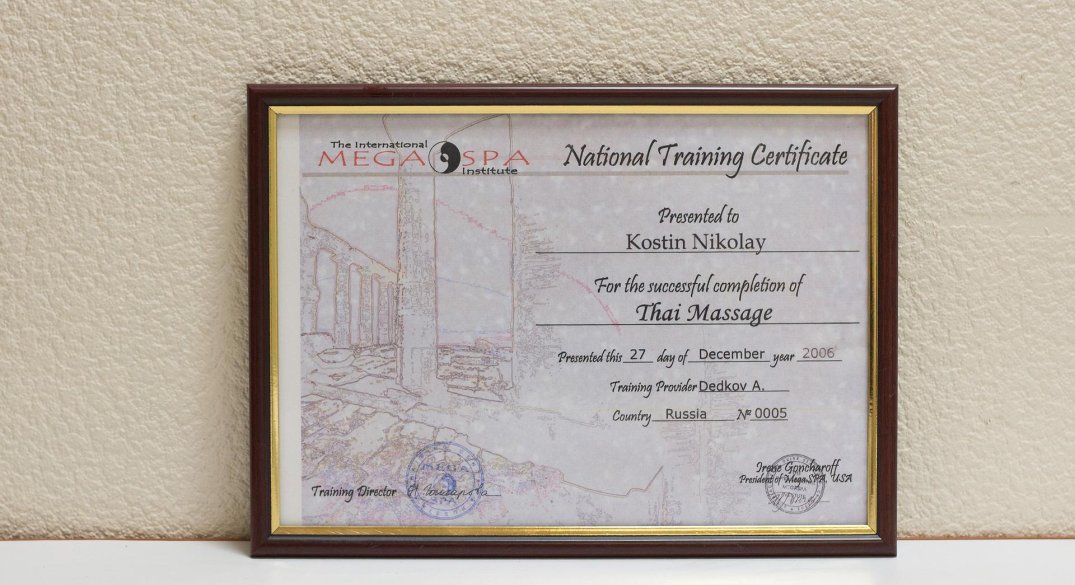 The International
MEGA SPA
Institute
National Training Certificate
Presented to
Kostin Nikolay
For the successful completion of
Thai Massage
Presented this 27 day of December year 2006
Training Provider Dedkov A.
Country Russia № 0005
Irene Goncharoff
President of Mega SPA, USA
Training Director
MEGA
SPA